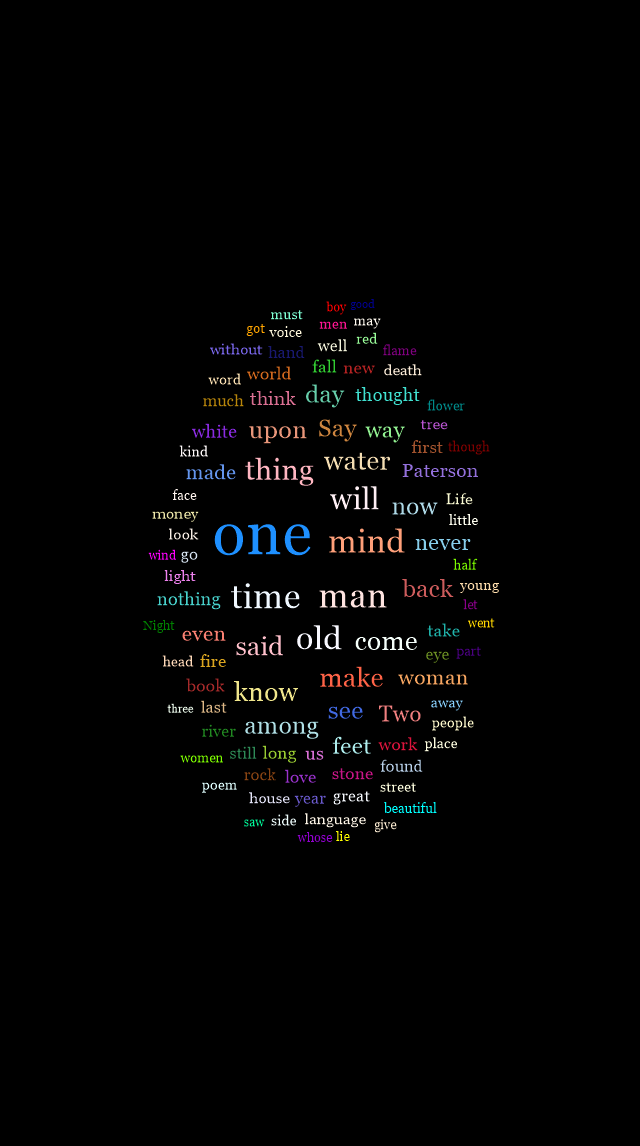 boy good
must
men may
got voice
red
without hand well flame
fall new death
word world
much think day thought
flower
white upon Say way tree
first though
kind
made thing water Paterson
face will now Life
money little
look one mind never
wind go
half
light
nothing time man back young
let
Night even said old come take went
eye part
head fire
book know make woman
three last see Two away
river among people
women still long us feet work place
rock love stone found
poem street
house year great
beautiful
saw side language give
whose lie